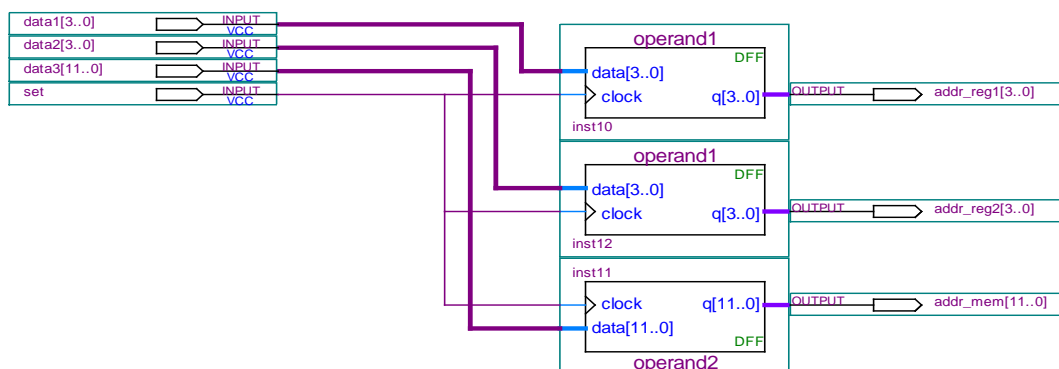 data1[3..0] INPUT VCC
data2[3..0] INPUT VCC
data3[11..0] INPUT VCC
set INPUT VCC
operand1
DFF
data[3..0]
clock q[3..0]
inst10
OUTPUT addr_reg1[3..0]
operand1
DFF
data[3..0]
clock q[3..0]
inst12
OUTPUT addr_reg2[3..0]
inst11
clock q[11..0]
data[11..0]
DFF
operand2
OUTPUT addr_mem[11..0]